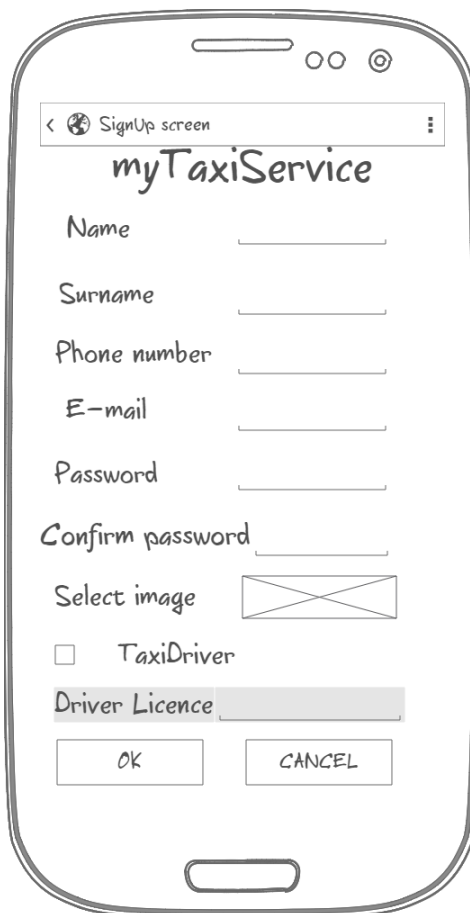 SignUp screen
myTaxiService
Name
Surname
Phone number
E-mail
Password
Confirm password
Select image
TaxiDriver
Driver Licence
OK CANCEL